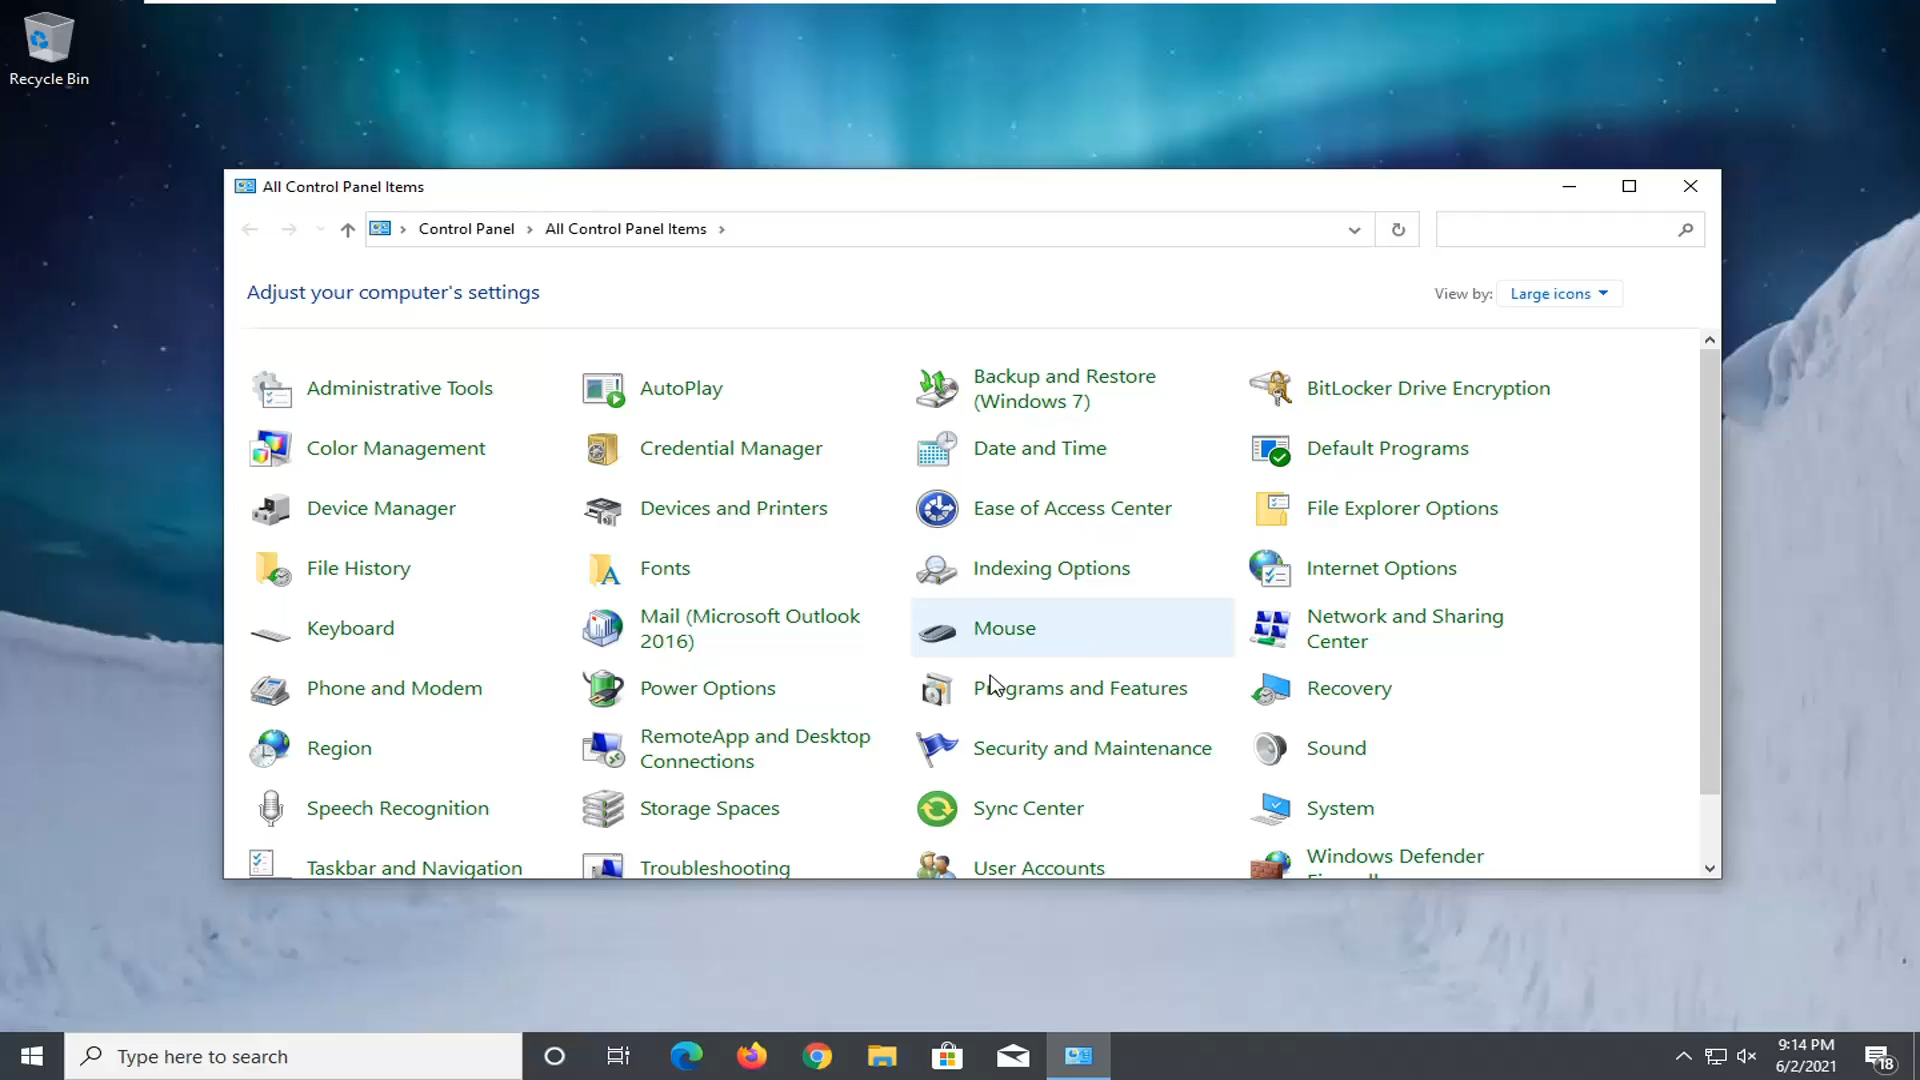 Recycle Bin
All Control Panel Items
Control Panel
All Control Panel Items
Adjust your computer's settings
View by:
Large icons
Administrative Tools
AutoPlay
Backup and Restore
(Windows 7)
BitLocker Drive Encryption
Color Management
Credential Manager
Date and Time
Default Programs
Device Manager
Devices and Printers
Ease of Access Center
File Explorer Options
File History
Fonts
Indexing Options
Internet Options
Keyboard
Mail (Microsoft Outlook
2016)
Mouse
Network and Sharing
Center
Phone and Modem
Power Options
Programs and Features
Recovery
Region
RemoteApp and Desktop
Connections
Security and Maintenance
Sound
Speech Recognition
Storage Spaces
Sync Center
System
Taskbar and Navigation
Troubleshooting
User Accounts
Windows Defender
Type here to search
9:14 PM
6/2/2021
18